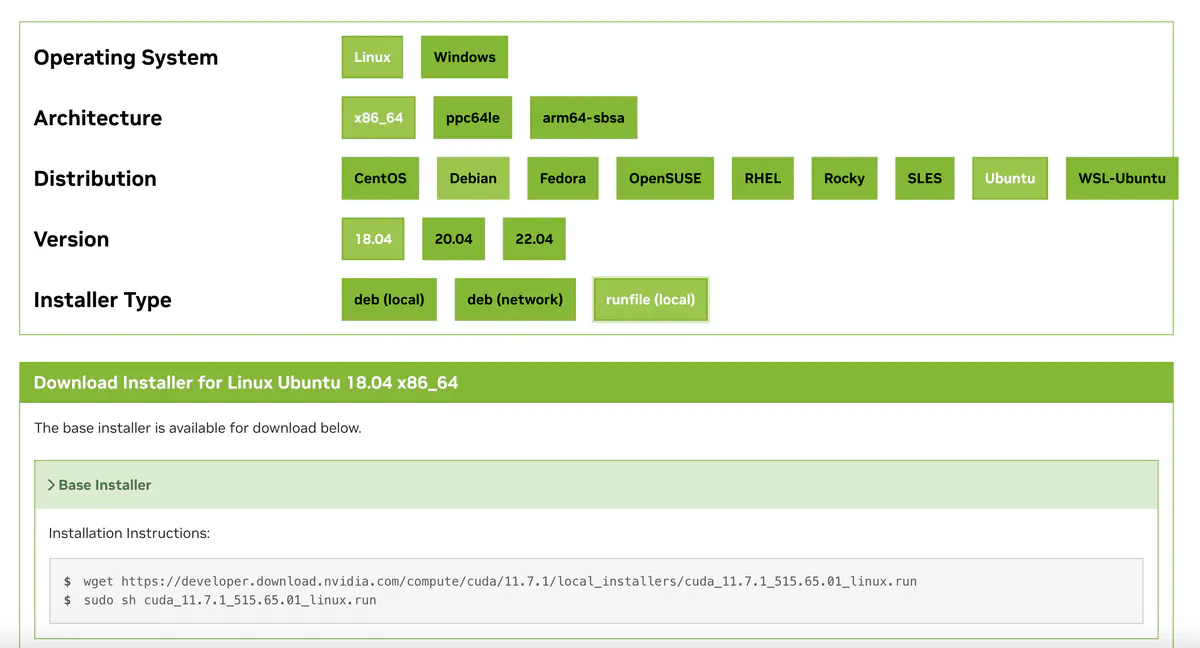 Operating System Linux Windows
Architecture x86_64 ppc64le arm64-sbsa
Distribution CentOS Debian Fedora OpenSUSE RHEL Rocky SLES Ubuntu WSL-Ubuntu
Version 18.04 20.04 22.04
Installer Type deb (local) deb (network) runfile (local)
Download Installer for Linux Ubuntu 18.04 x86_64
The base installer is available for download below.
> Base Installer
Installation Instructions:
$ wget https://developer.download.nvidia.com/compute/cuda/11.7.1/local_installers/cuda_11.7.1_515.65.01_linux.run
$ sudo sh cuda_11.7.1_515.65.01_linux.run